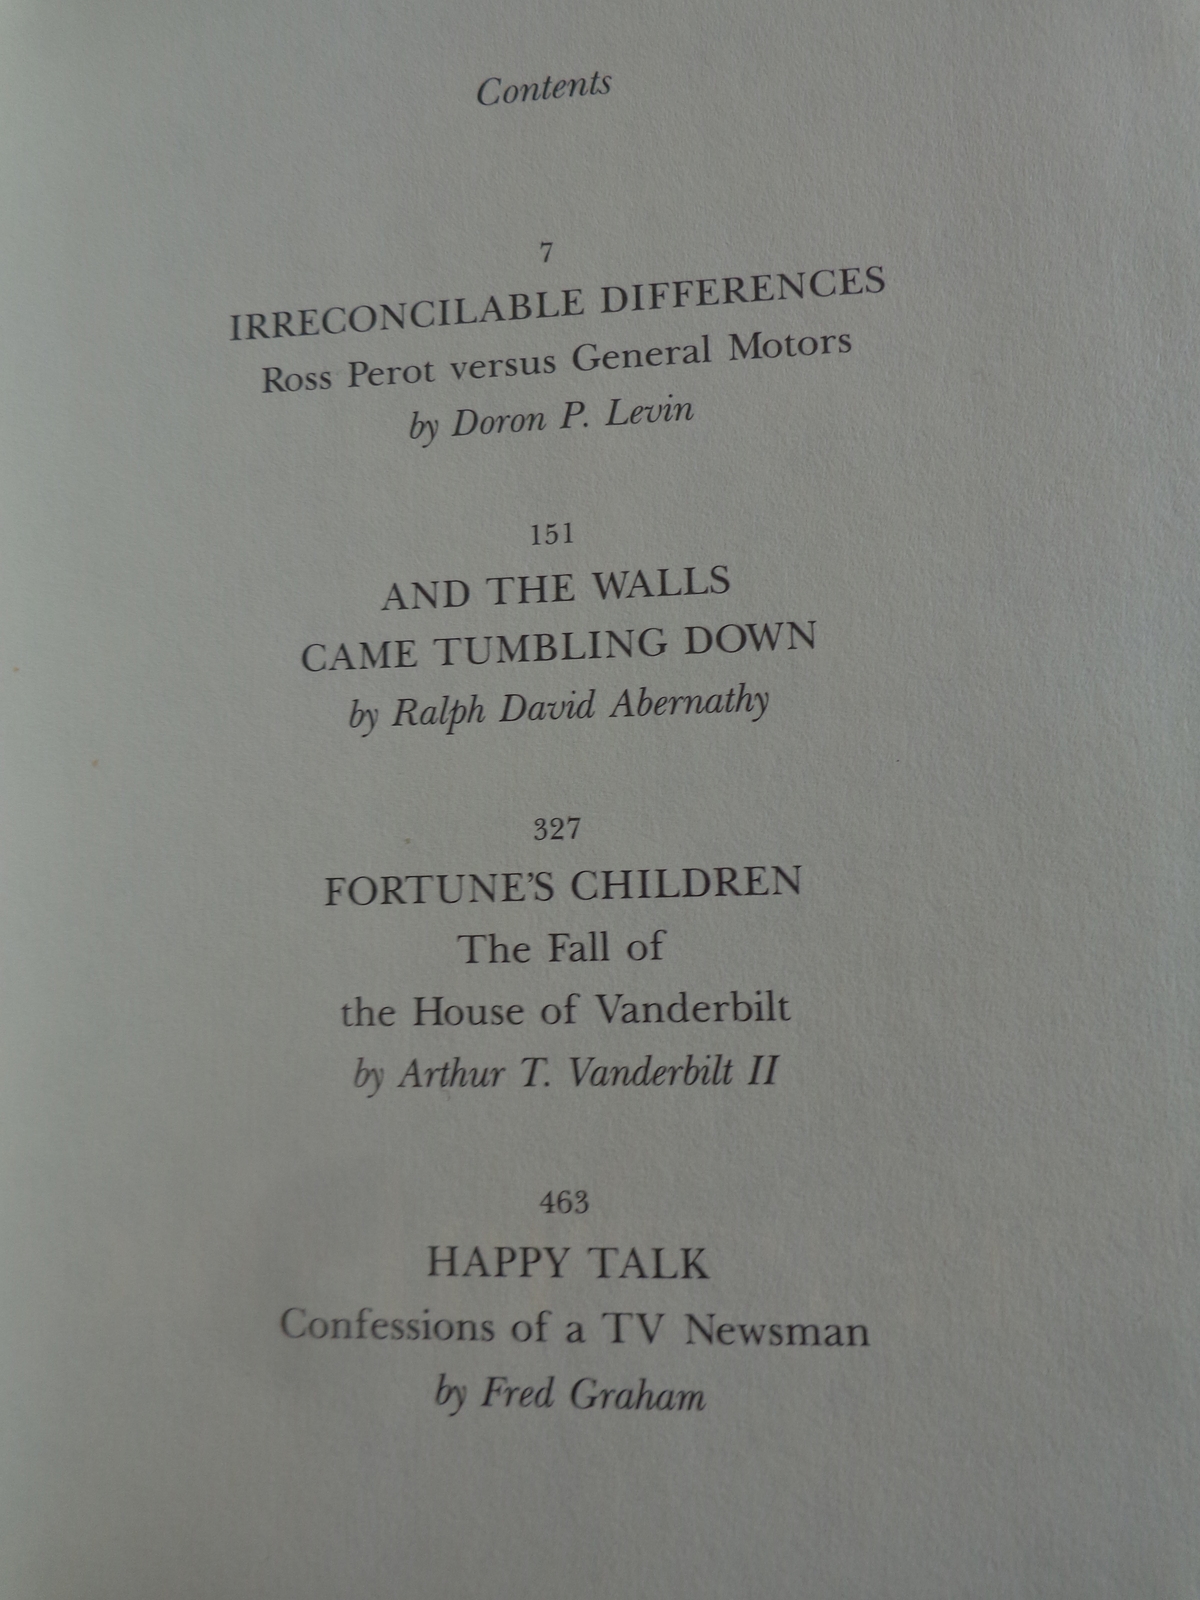 Contents
7
IRRECONCILABLE DIFFERENCES
Ross Perot versus General Motors
by Doron P. Levin
151
AND THE WALLS
CAME TUMBLING DOWN
by Ralph David Abernathy
327
FORTUNE'S CHILDREN
The Fall of
the House of Vanderbilt
by Arthur T. Vanderbilt II
463
HAPPY TALK
Confessions of a TV Newsman
by Fred Graham